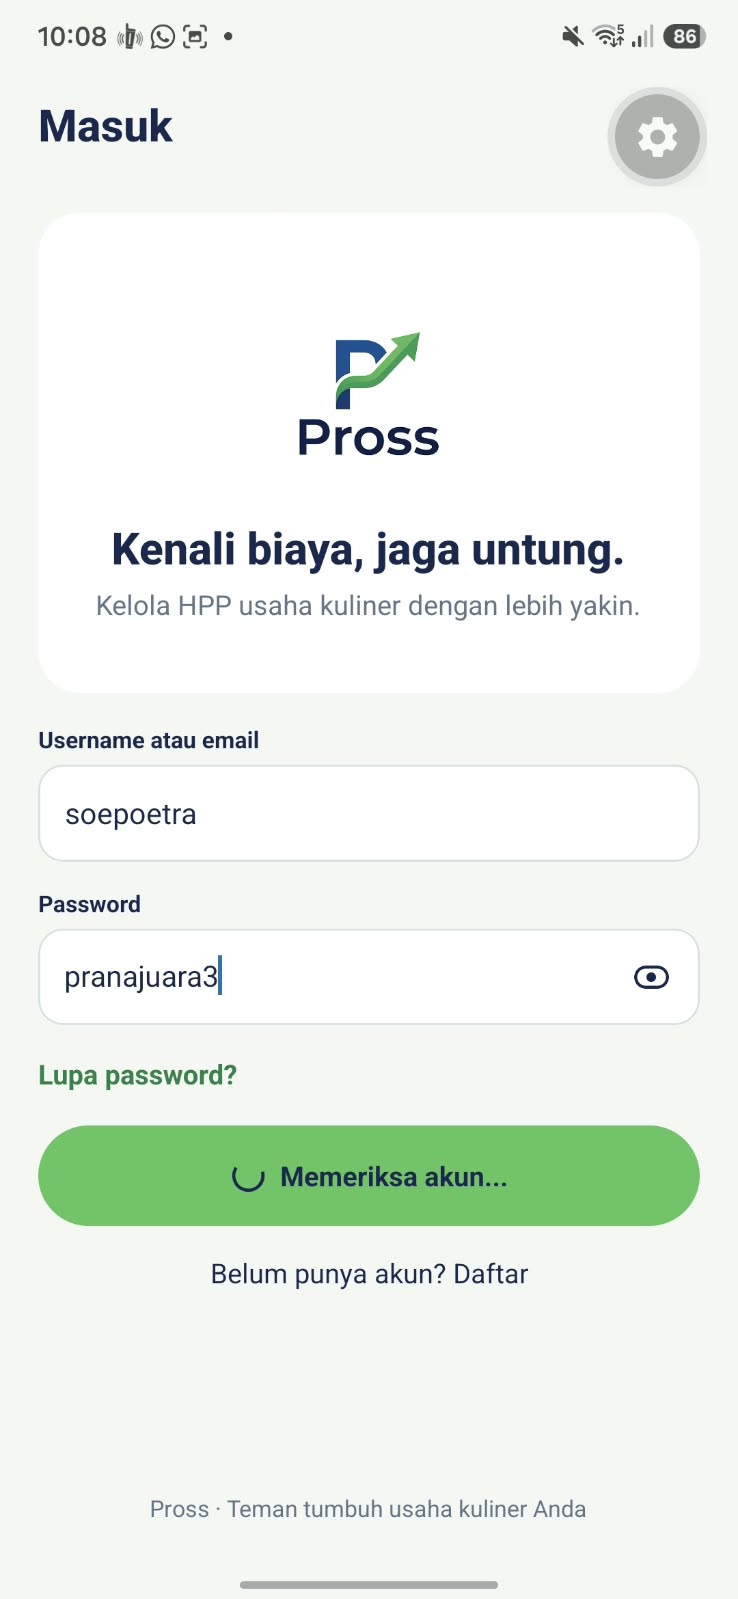 10:08
5
86
Masuk
Pross
Kenali biaya, jaga untung.
Kelola HPP usaha kuliner dengan lebih yakin.
Username atau email
soepoetra
Password
pranajuara3
Lupa password?
Memeriksa akun...
Belum punya akun? Daftar
Pross · Teman tumbuh usaha kuliner Anda